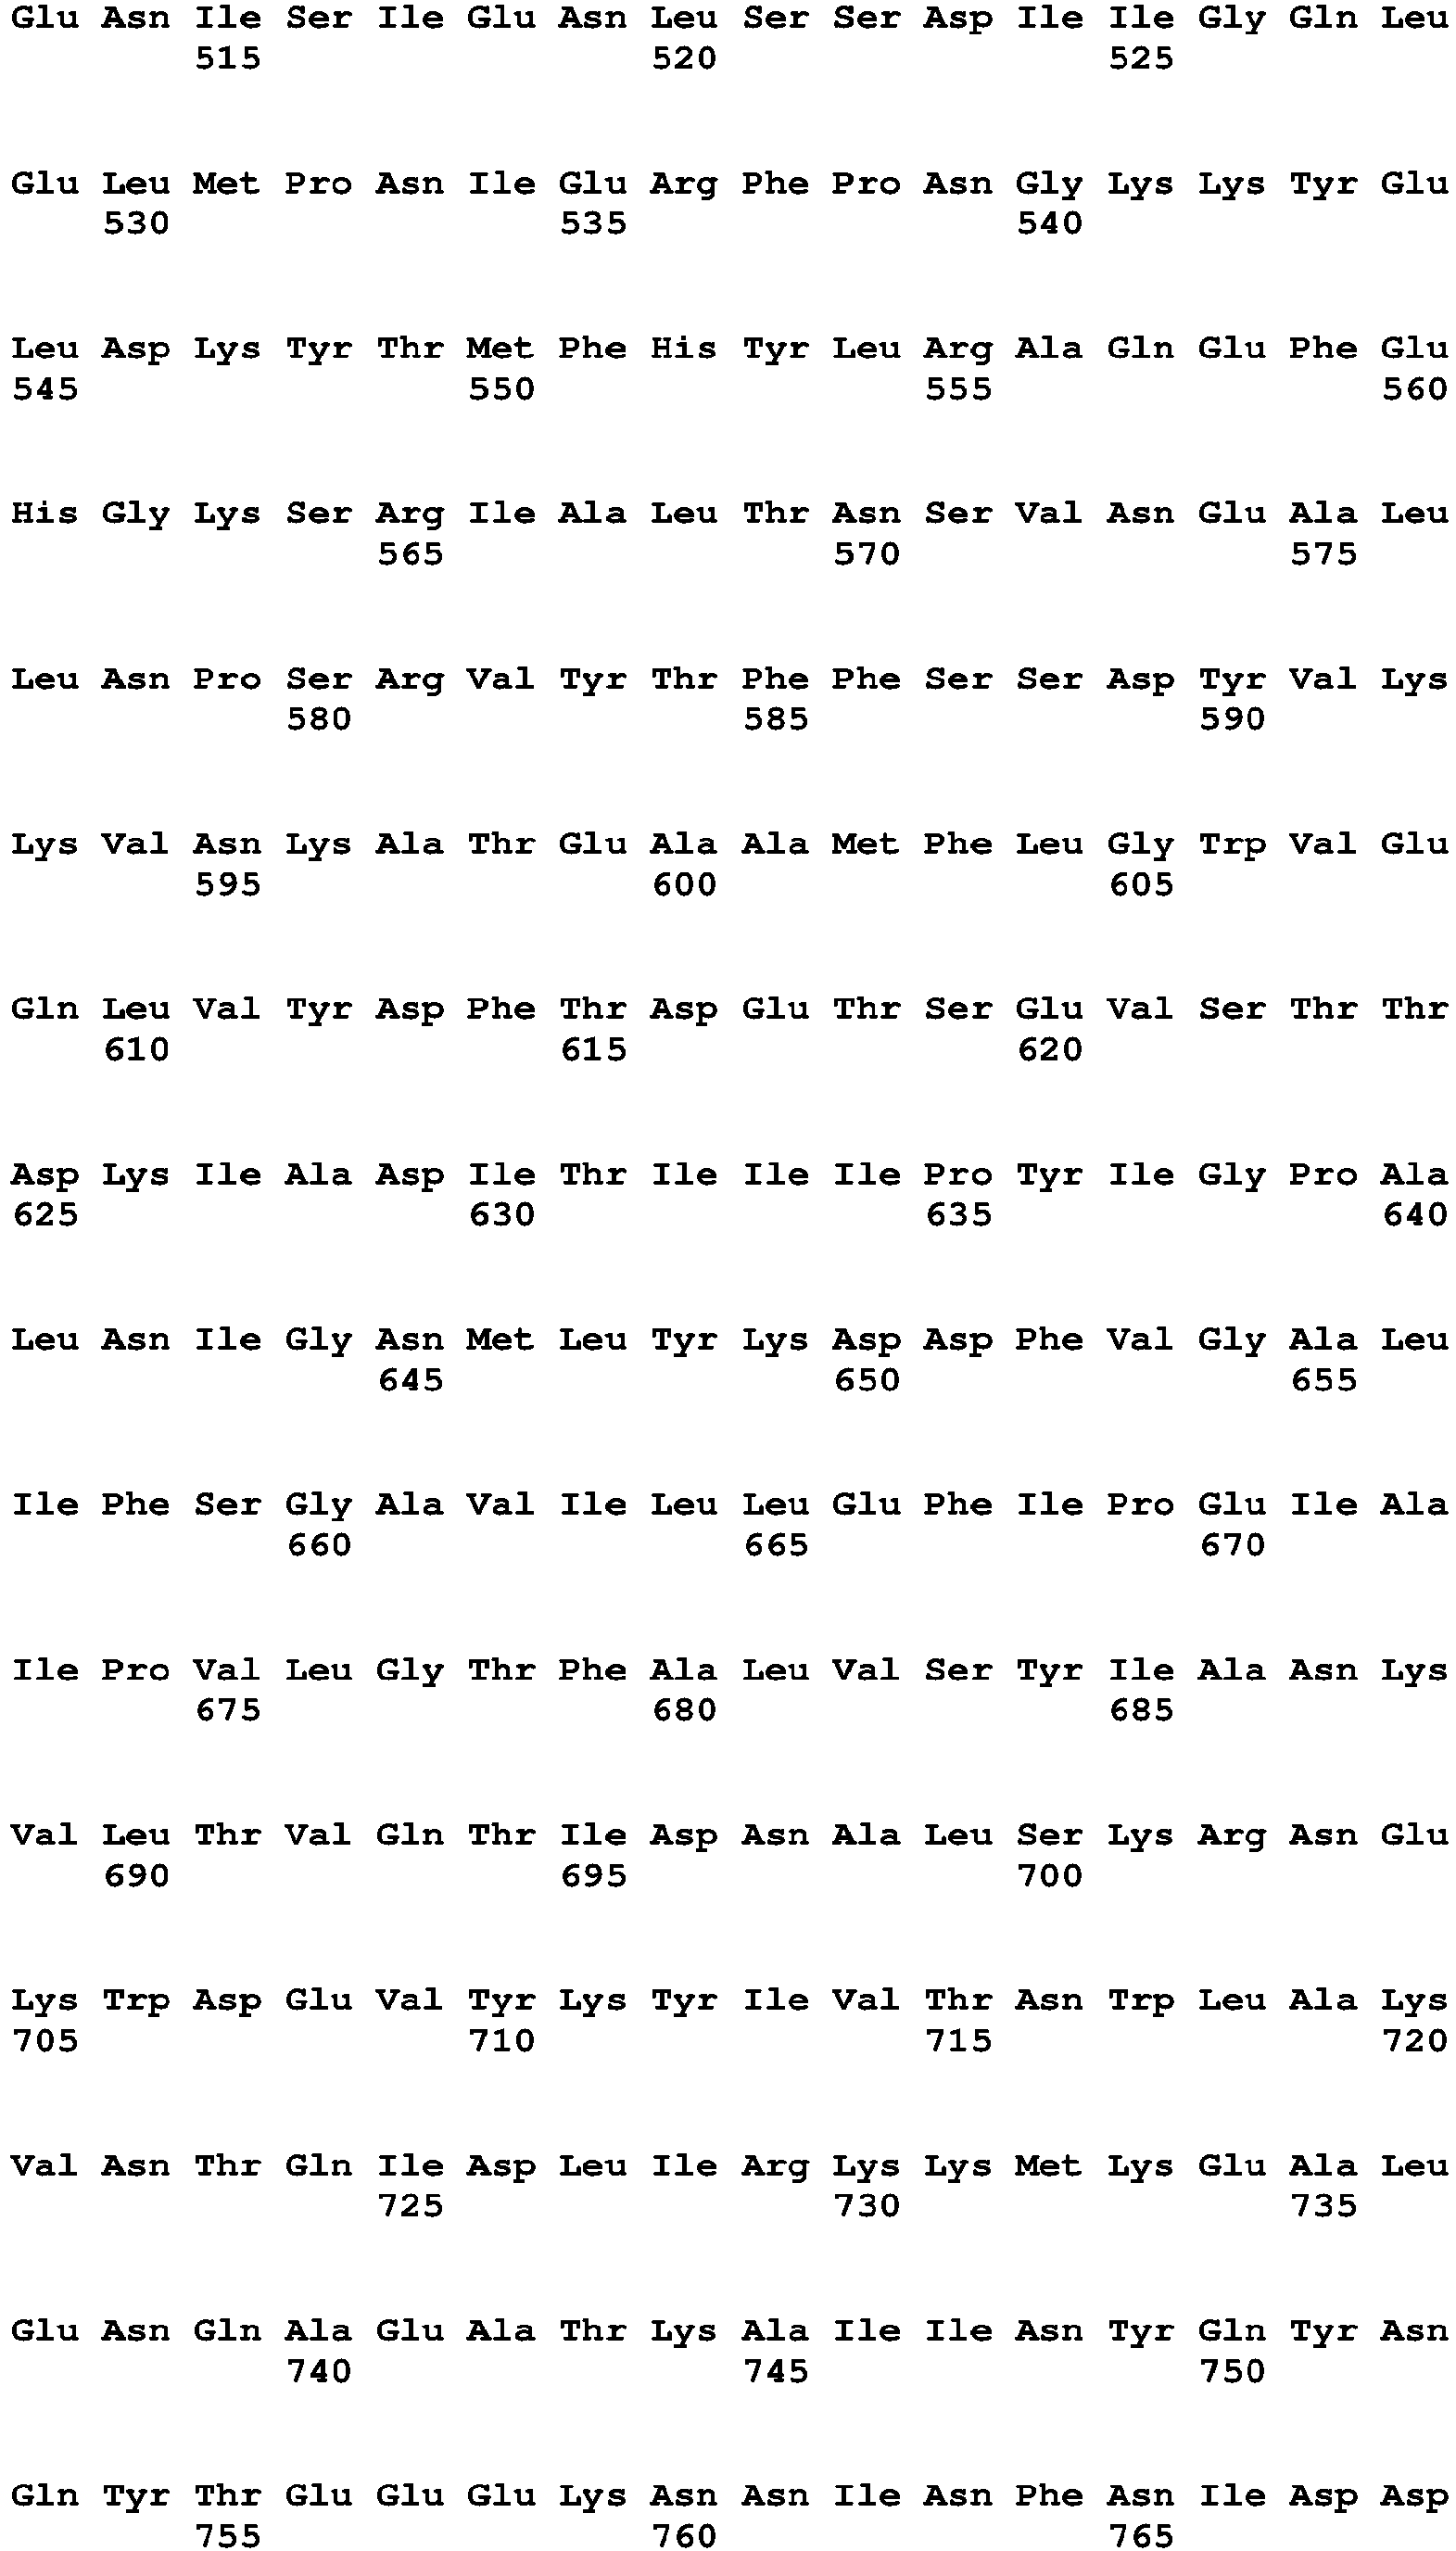 Glu Asn Ile Ser Ile Glu Asn Leu Ser Ser Asp Ile Ile Gly Gln Leu
515 520 525
Glu Leu Met Pro Asn Ile Glu Arg Phe Pro Asn Gly Lys Lys Tyr Glu
530 535 540
Leu Asp Lys Tyr Thr Met Phe His Tyr Leu Arg Ala Gln Glu Phe Glu
545 550 555 560
His Gly Lys Ser Arg Ile Ala Leu Thr Asn Ser Val Asn Glu Ala Leu
565 570 575
Leu Asn Pro Ser Arg Val Tyr Thr Phe Phe Ser Ser Asp Tyr Val Lys
580 585 590
Lys Val Asn Lys Ala Thr Glu Ala Ala Met Phe Leu Gly Trp Val Glu
595 600 605
Gln Leu Val Tyr Asp Phe Thr Asp Glu Thr Ser Glu Val Ser Thr Thr
610 615 620
Asp Lys Ile Ala Asp Ile Thr Ile Ile Ile Pro Tyr Ile Gly Pro Ala
625 630 635 640
Leu Asn Ile Gly Asn Met Leu Tyr Lys Asp Asp Phe Val Gly Ala Leu
645 650 655
Ile Phe Ser Gly Ala Val Ile Leu Leu Glu Phe Ile Pro Glu Ile Ala
660 665 670
Ile Pro Val Leu Gly Thr Phe Ala Leu Val Ser Tyr Ile Ala Asn Lys
675 680 685
Val Leu Thr Val Gln Thr Ile Asp Asn Ala Leu Ser Lys Arg Asn Glu
690 695 700
Lys Trp Asp Glu Val Tyr Lys Tyr Ile Val Thr Asn Trp Leu Ala Lys
705 710 715 720
Val Asn Thr Gln Ile Asp Leu Ile Arg Lys Lys Met Lys Glu Ala Leu
725 730 735
Glu Asn Gln Ala Glu Ala Thr Lys Ala Ile Ile Asn Tyr Gln Tyr Asn
740 745 750
Gln Tyr Thr Glu Glu Glu Lys Asn Asn Ile Asn Phe Asn Ile Asp Asp
755 760 765